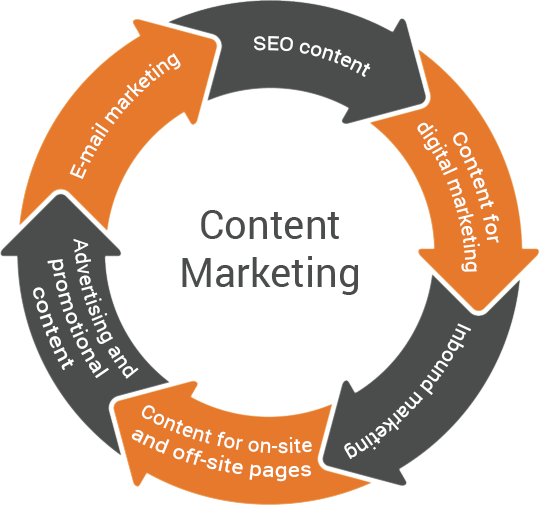 SEO content
Content for
digital marketing
Inbound marketing
Content for on-site
and off-site pages
Advertising and
promotional
content
E-mail marketing
Content
Marketing